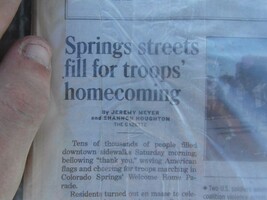 Springs streets
fill for troops'
homecoming
By JEREMY MEYER
and SHANNON HOUGHTON
THE GAZETTE
Tens of thousands of people filled
downtown sidewalks Saturday morning,
bellowing "thank you," waving American
flags and cheering for troops marching in
Colorado Springs' Welcome Home Pa-
rade.
Residents turned out en masse to